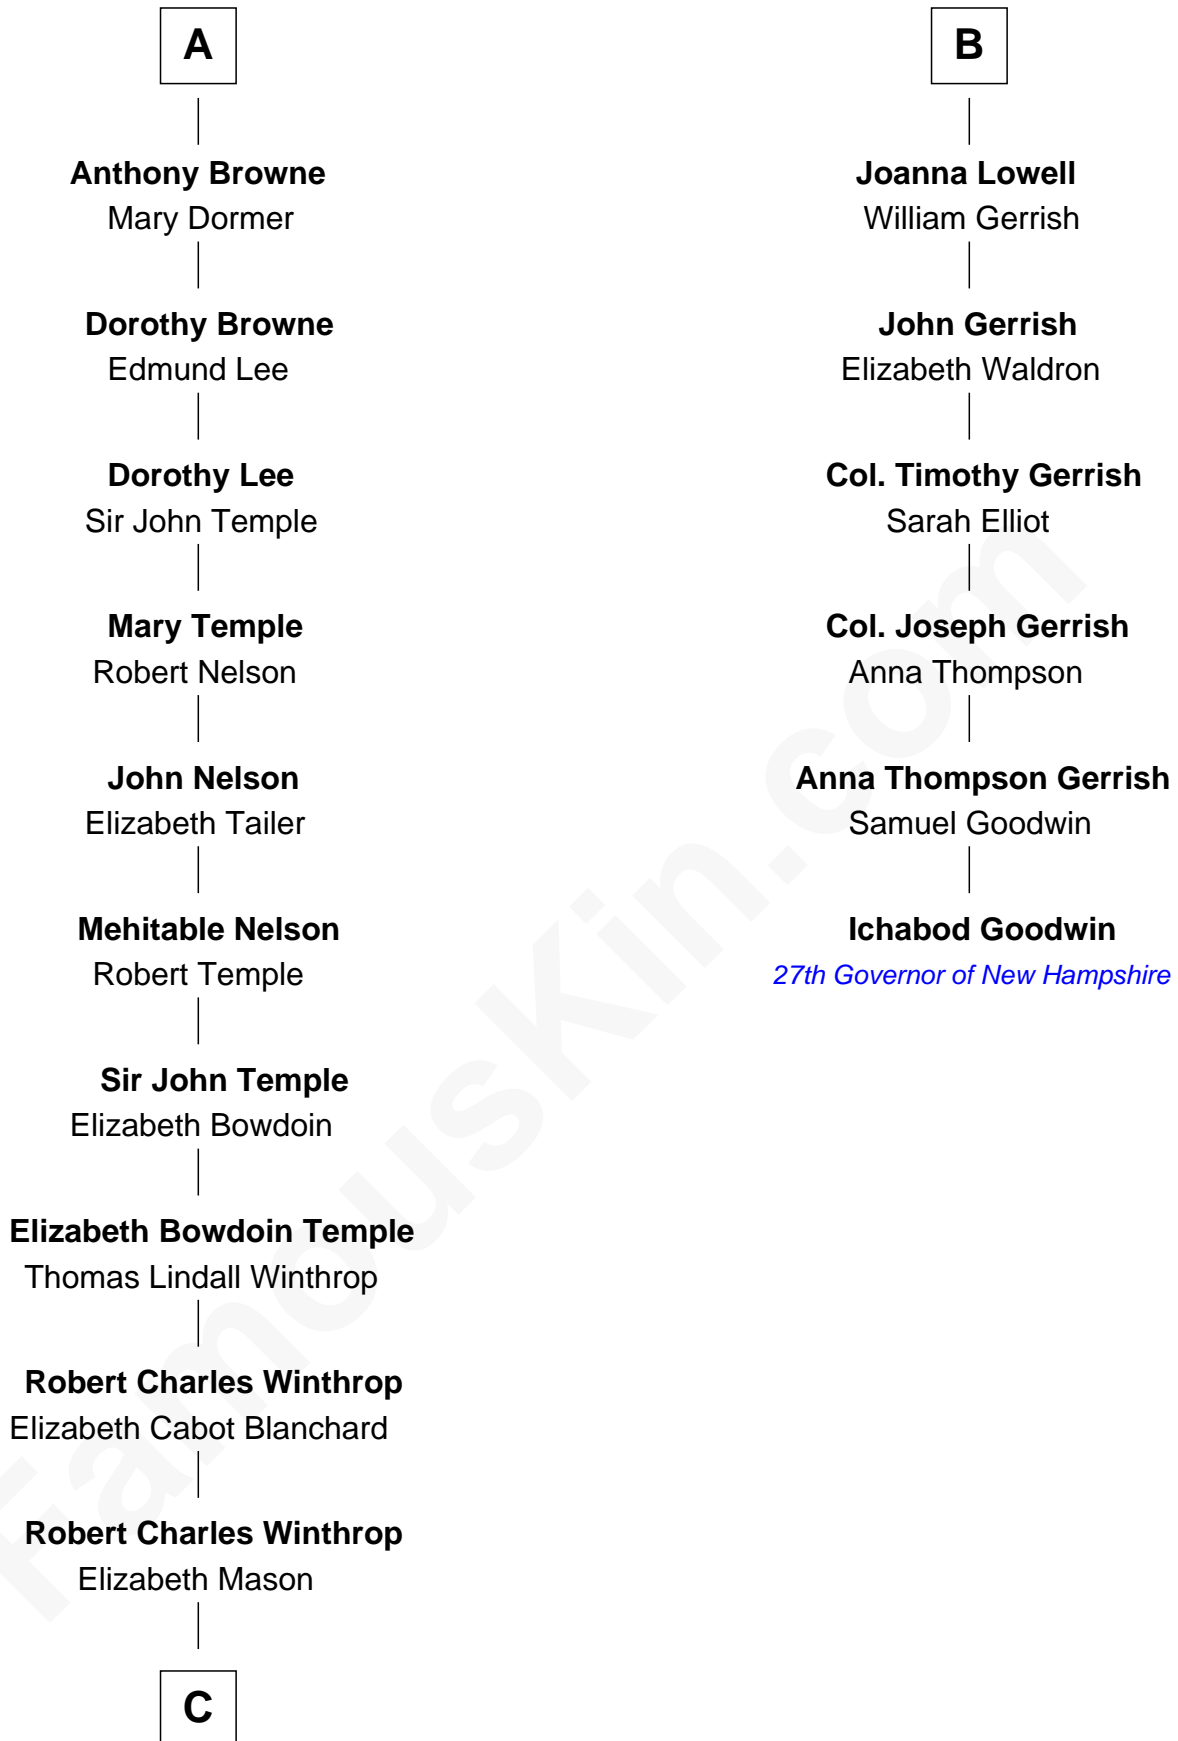 A
Anthony Browne
Mary Dormer
Dorothy Browne
Edmund Lee
Dorothy Lee
Sir John Temple
Mary Temple
Robert Nelson
John Nelson
Elizabeth Tailer
Mehitable Nelson
Robert Temple
Sir John Temple
Elizabeth Bowdoin
Elizabeth Bowdoin Temple
Thomas Lindall Winthrop
Robert Charles Winthrop
Elizabeth Cabot Blanchard
Robert Charles Winthrop
Elizabeth Mason
C
B
Joanna Lowell
William Gerrish
John Gerrish
Elizabeth Waldron
Col. Timothy Gerrish
Sarah Elliot
Col. Joseph Gerrish
Anna Thompson
Anna Thompson Gerrish
Samuel Goodwin
Ichabod Goodwin
27th Governor of New Hampshire
FamousKin.com